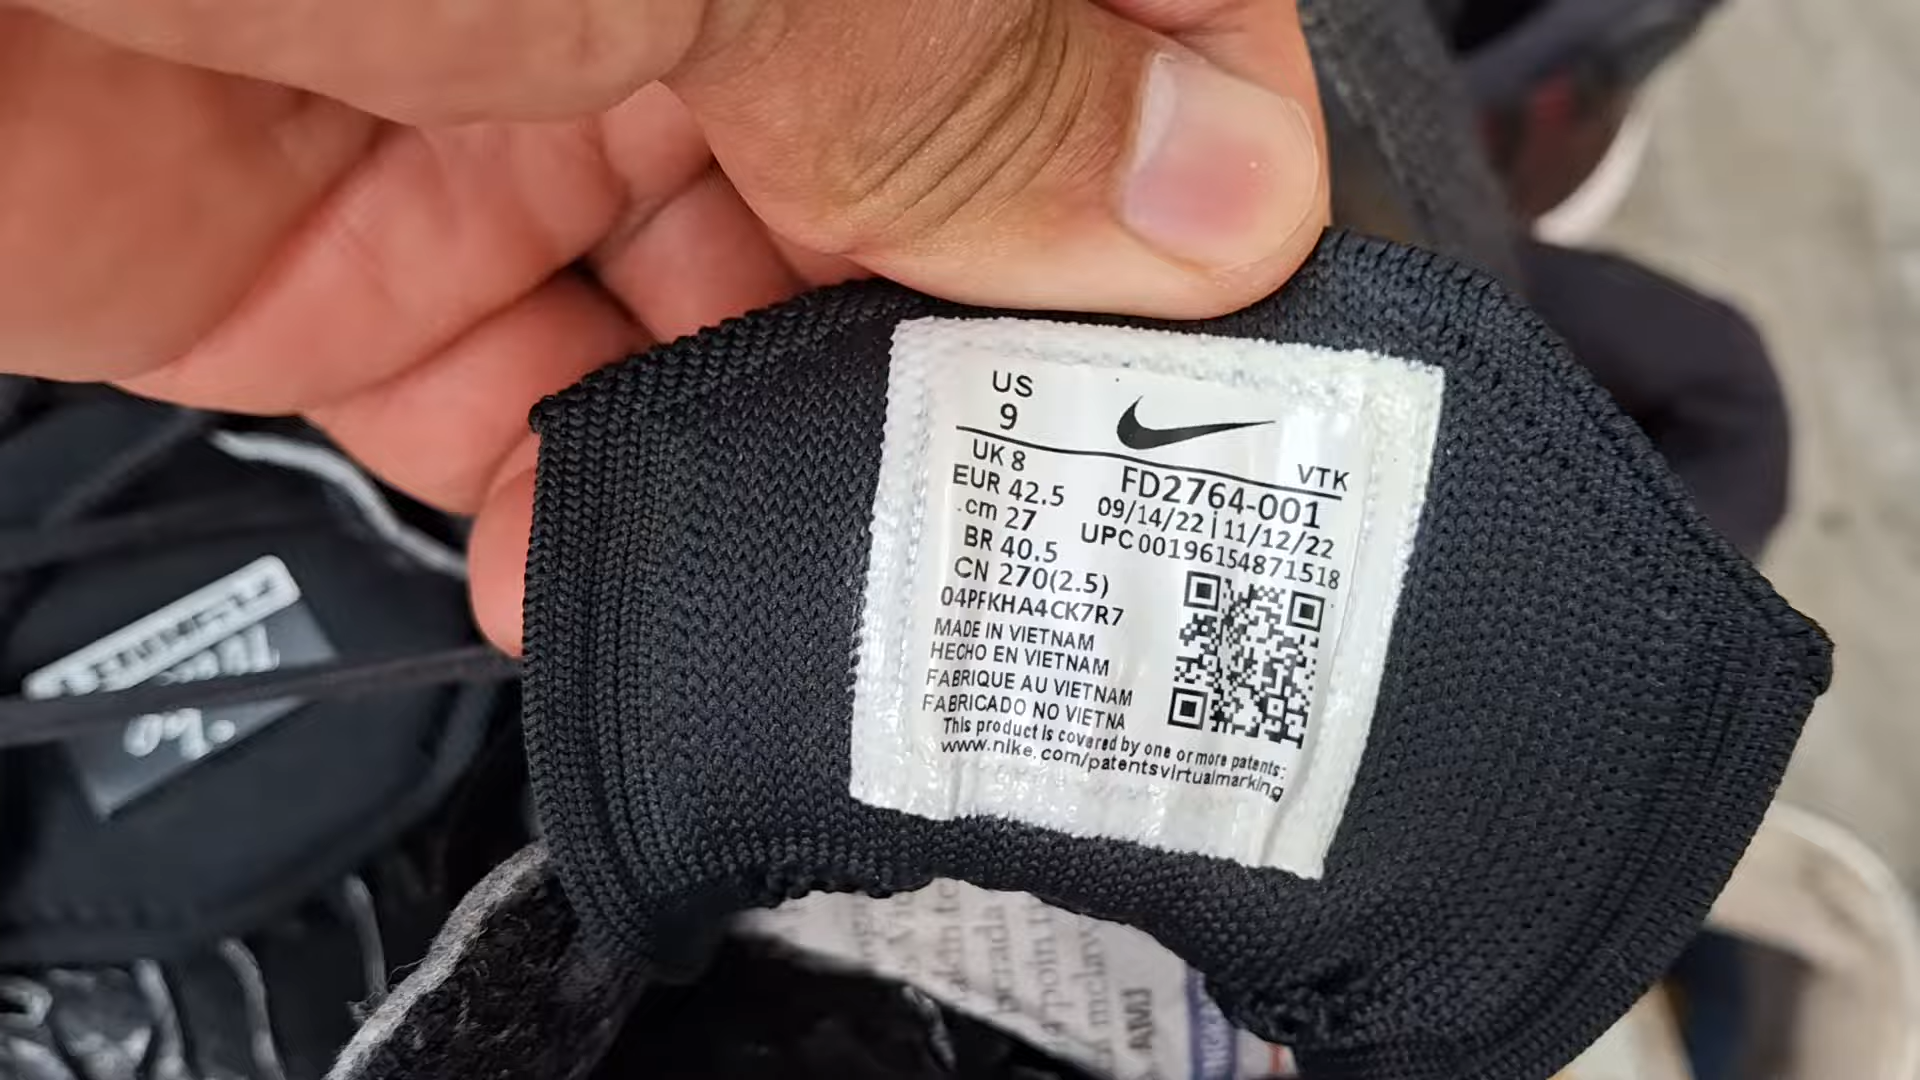 US
9
UK 8
EUR 42.5
cm 27
BR 40.5
CN 270(2.5)
04PFKHA4CK7R7
VTK
FD2764-001
09/14/22 | 11/12/22
UPC 00196154871518
MADE IN VIETNAM
HECHO EN VIETNAM
FABRIQUE AU VIETNAM
FABRICADO NO VIETNA
This product is covered by one or more patents:
www.nike.com/patentsvirtualmarking